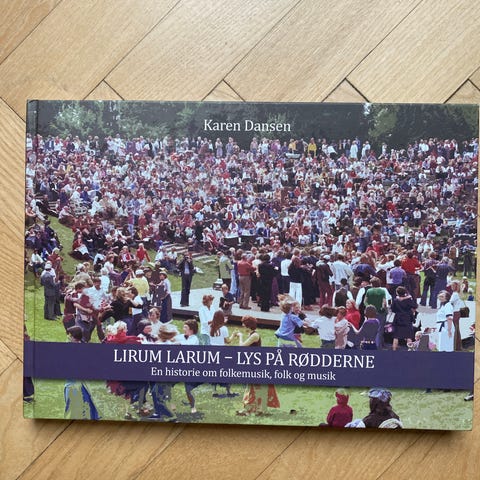 Karen Dansen
LIRUM LARUM – LYS PÅ RØDDERNE
En historie om folkemusik, folk og musik